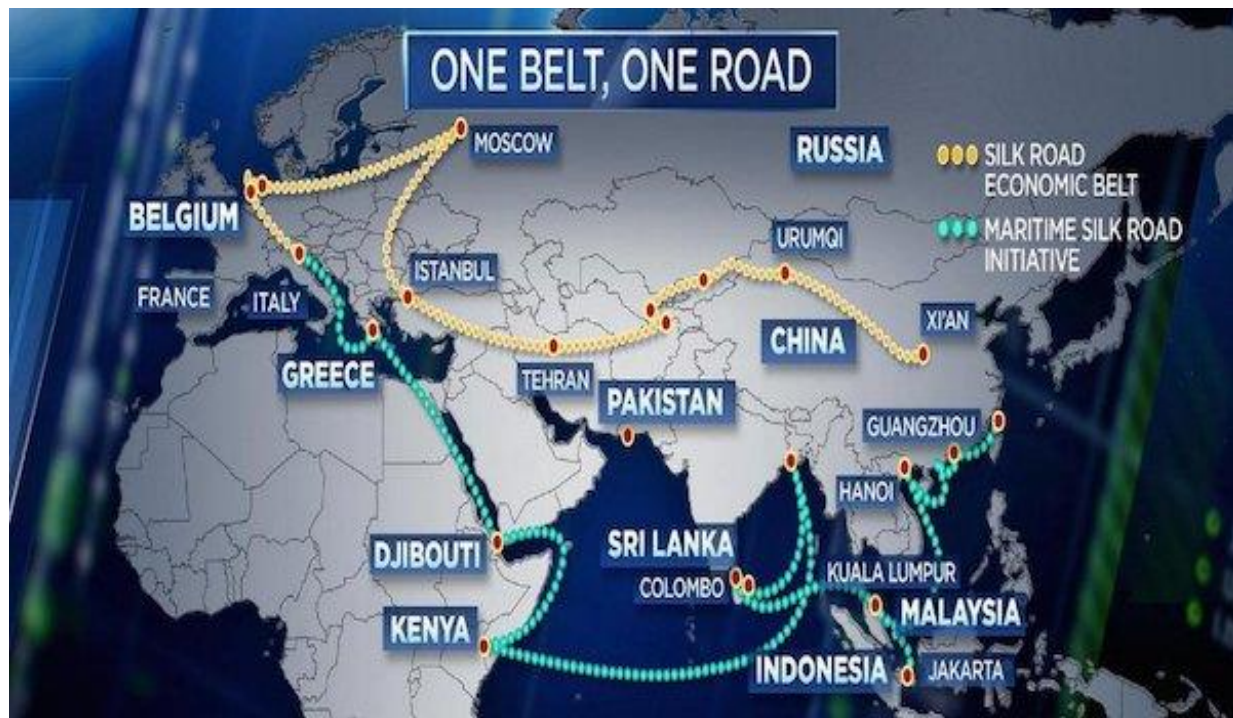 ONE BELT, ONE ROAD
MOSCOW
RUSSIA
SILK ROAD
ECONOMIC BELT
BELGIUM
MARITIME SILK ROAD
INITIATIVE
URUMQI
ISTANBUL
FRANCE
ITALY
XI'AN
CHINA
GREECE
TEHRAN
PAKISTAN
GUANGZHOU
HANOI
DJIBOUTI
SRI LANKA
COLOMBO
KUALA LUMPUR
MALAYSIA
KENYA
INDONESIA
JAKARTA